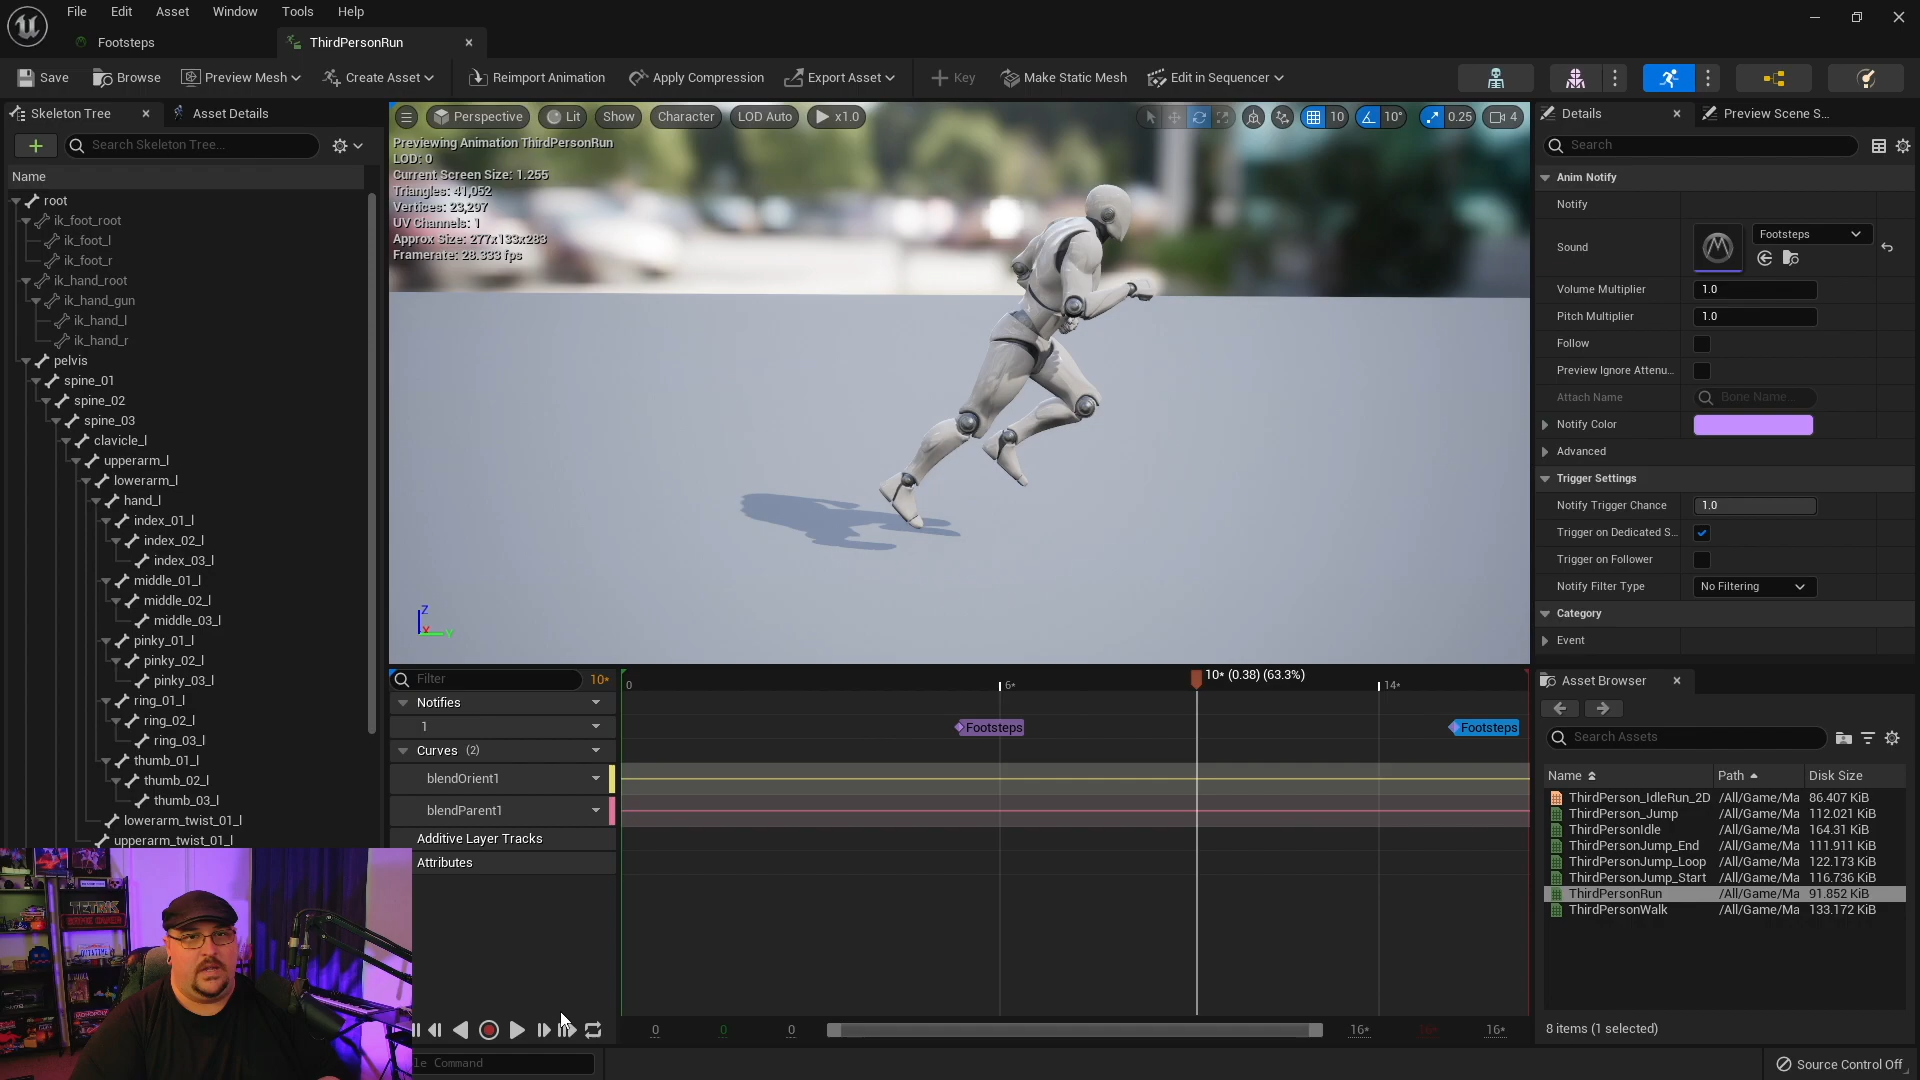 File Edit Asset Window Tools Help
Footsteps
ThirdPersonRun
Save
Browse
Preview Mesh
Create Asset
Reimport Animation
Apply Compression
Export Asset
Key
Make Static Mesh
Edit in Sequencer
Skeleton Tree
Asset Details
Search Skeleton Tree...
Name
root
ik_foot_root
ik_foot_l
ik_foot_r
ik_hand_root
ik_hand_gun
ik_hand_l
ik_hand_r
pelvis
spine_01
spine_02
spine_03
clavicle_l
upperarm_l
lowerarm_l
hand_l
index_01_l
index_02_l
index_03_l
middle_01_l
middle_02_l
middle_03_l
pinky_01_l
pinky_02_l
pinky_03_l
ring_01_l
ring_02_l
ring_03_l
thumb_01_l
thumb_02_l
thumb_03_l
lowerarm_twist_01_l
upperarm_twist_01_l
Perspective
Lit
Show
Character
LOD Auto
x1.0
10
10°
0.25
4
Previewing Animation ThirdPersonRun
LOD: 0
Current Screen Size: 1.255
Triangles: 41,052
Vertices: 23,297
UV Channels: 1
Approx Size: 277x133x283
Framerate: 28.333 fps
Z
X
Y
Filter
10*
0
6*
10* (0.38) (63.3%)
14*
Notifies
1
Footsteps
Footsteps
Curves (2)
blendOrient1
blendParent1
Additive Layer Tracks
Attributes
0
0
0
16*
16*
16*
le Command
Details
Preview Scene S...
Search
Anim Notify
Notify
Sound
Footsteps
Volume Multiplier
1.0
Pitch Multiplier
1.0
Follow
Preview Ignore Attenu...
Attach Name
Bone Name...
Notify Color
Advanced
Trigger Settings
Notify Trigger Chance
1.0
Trigger on Dedicated S...
Trigger on Follower
Notify Filter Type
No Filtering
Category
Event
Asset Browser
Search Assets
Name Path Disk Size
ThirdPerson_IdleRun_2D /All/Game/Ma 86.407 KiB
ThirdPerson_Jump /All/Game/Ma 112.021 KiB
ThirdPersonIdle /All/Game/Ma 164.31 KiB
ThirdPersonJump_End /All/Game/Ma 111.911 KiB
ThirdPersonJump_Loop /All/Game/Ma 122.173 KiB
ThirdPersonJump_Start /All/Game/Ma 116.736 KiB
ThirdPersonRun /All/Game/Ma 91.852 KiB
ThirdPersonWalk /All/Game/Ma 133.172 KiB
8 items (1 selected)
Source Control Off
TETRIS